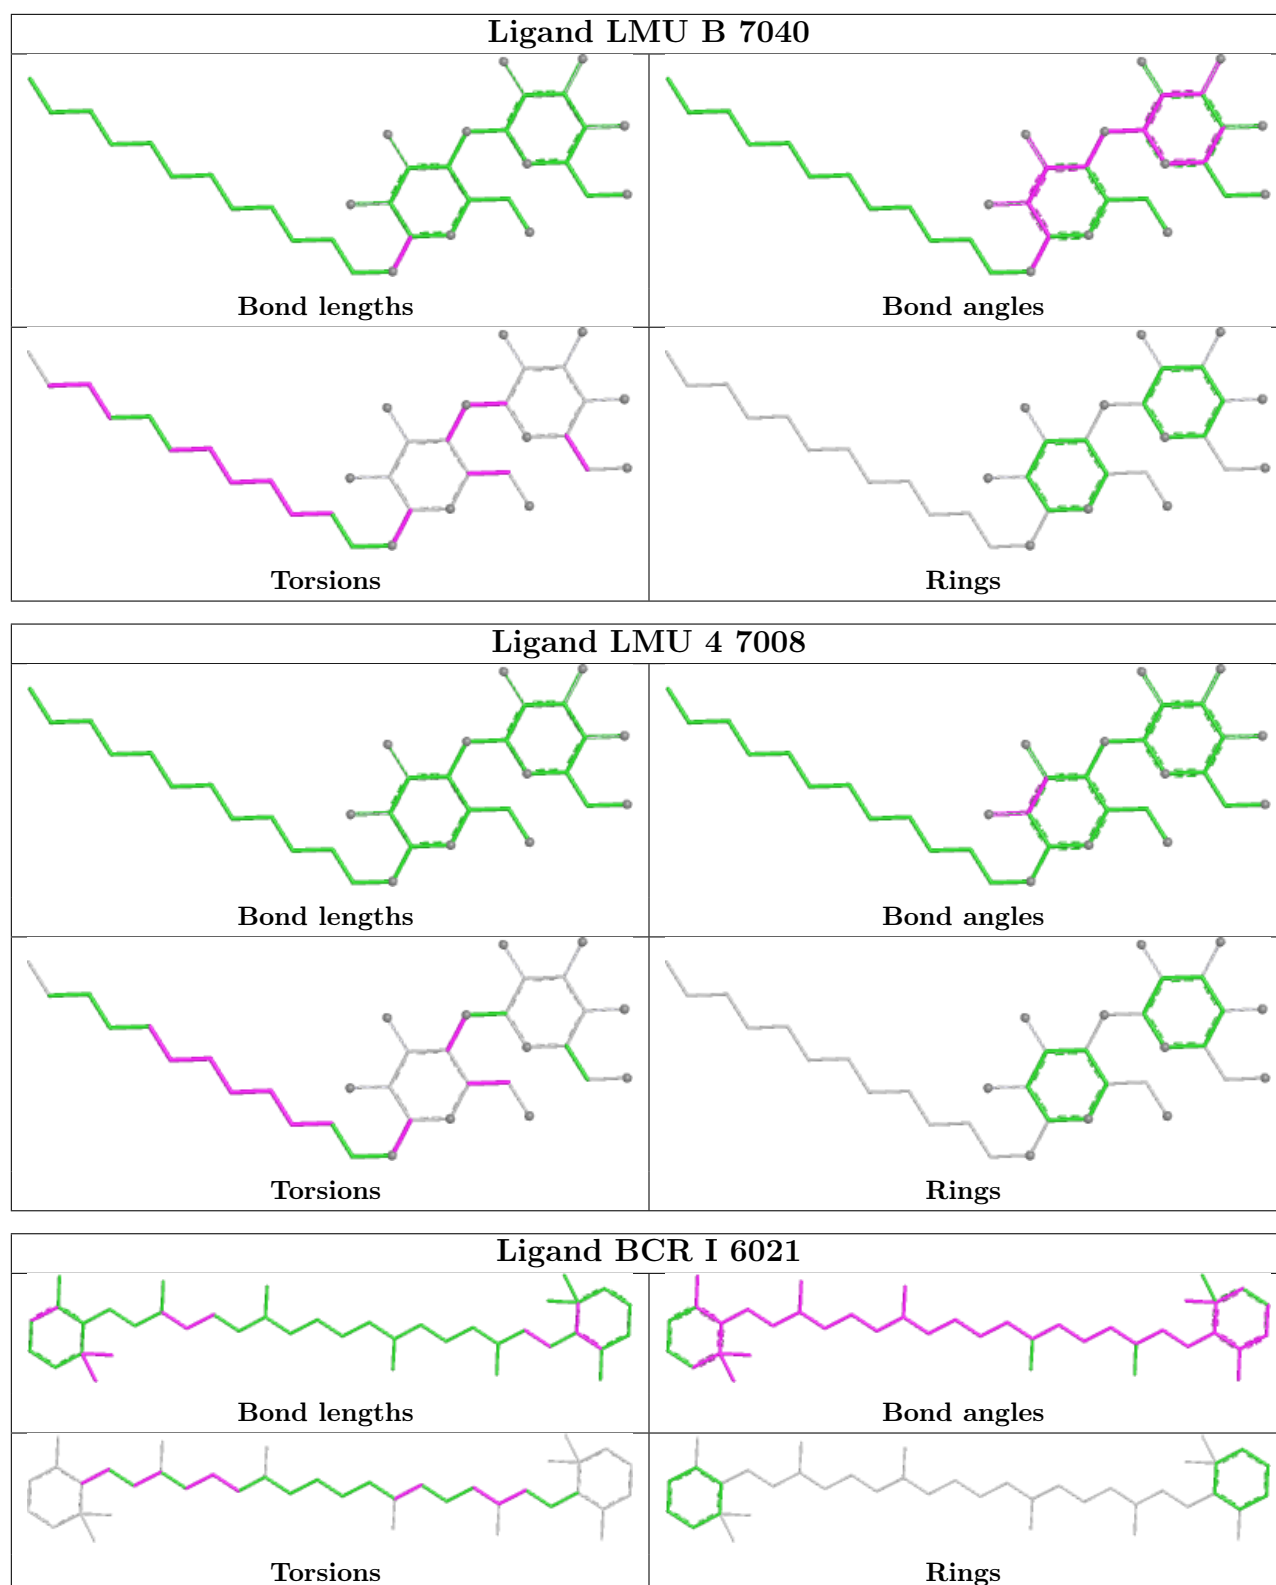 Ligand LMU B 7040
Bond lengths
Bond angles
Torsions
Rings
Ligand LMU 4 7008
Bond lengths
Bond angles
Torsions
Rings
Ligand BCR I 6021
Bond lengths
Bond angles
Torsions
Rings